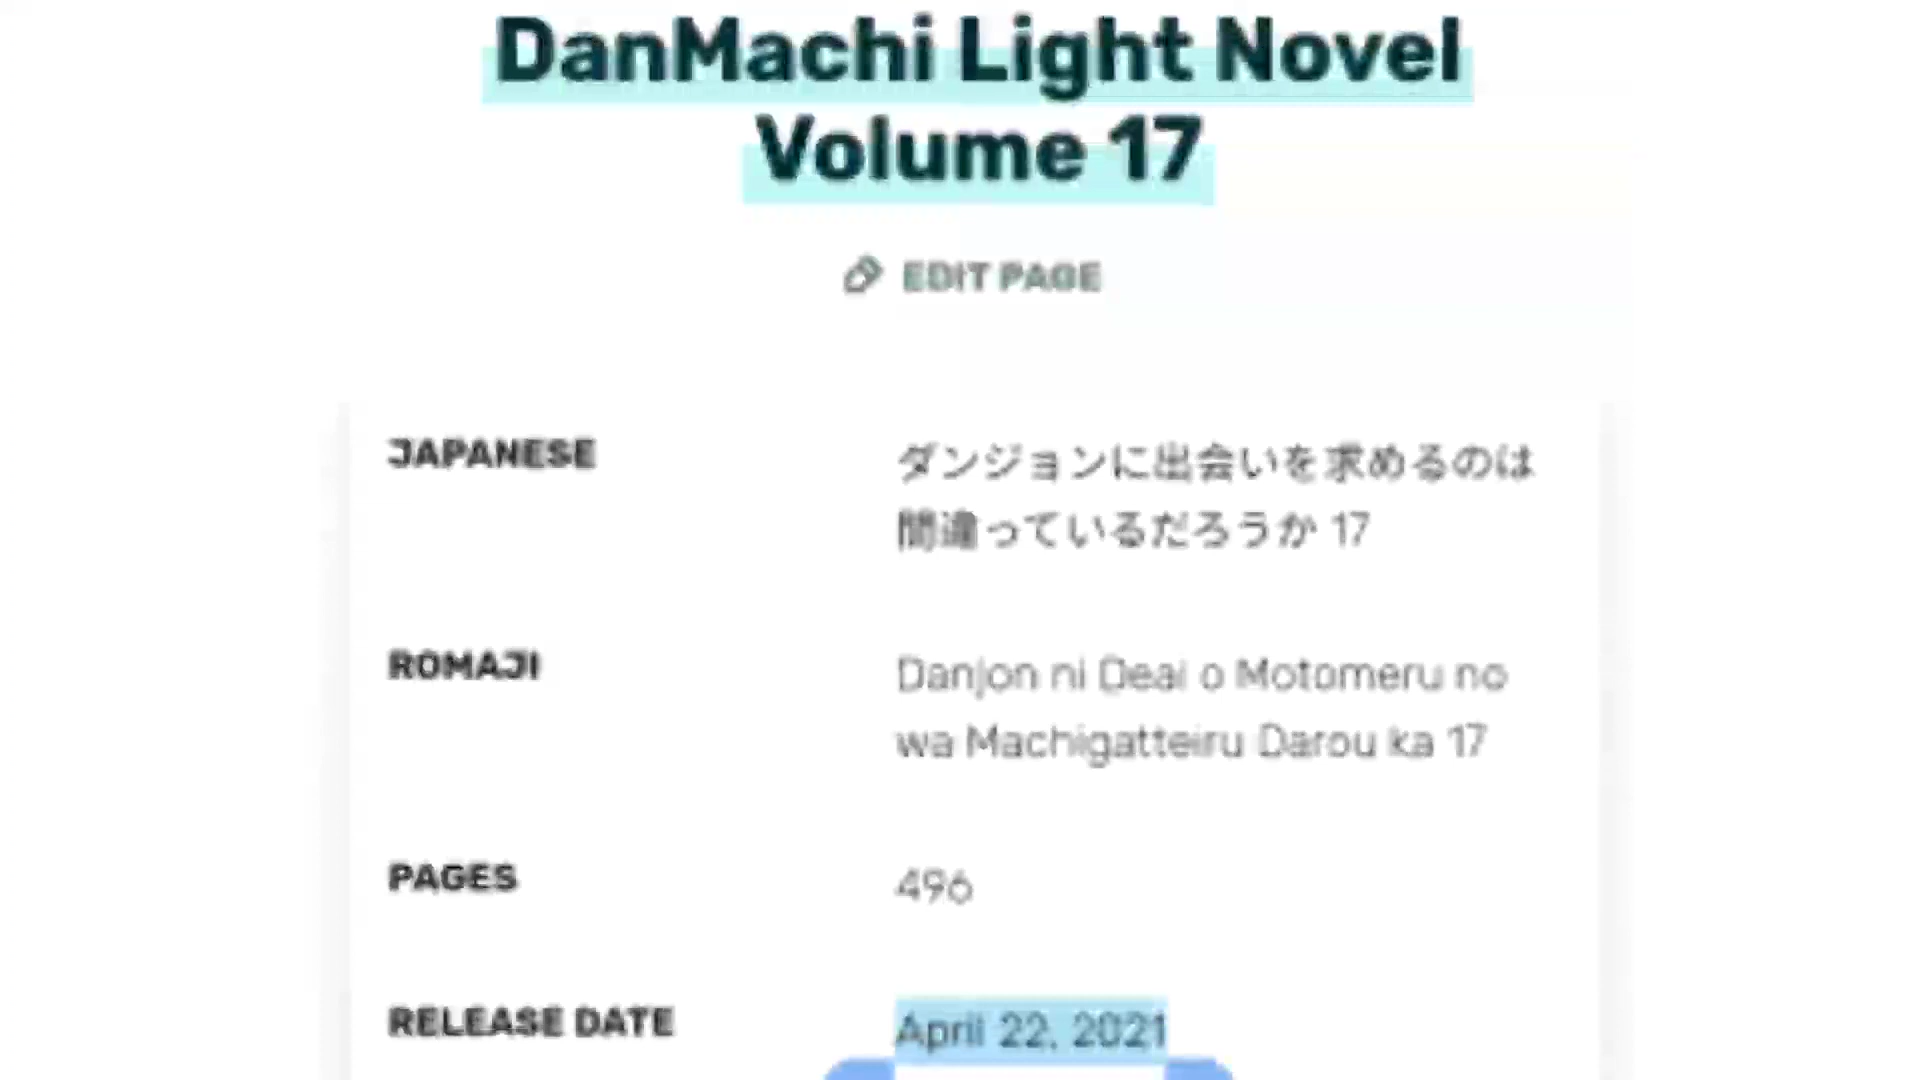 DanMachi Light Novel
Volume 17
EDIT PAGE
JAPANESE
ダンジョンに出会いを求めるのは
間違っているだろうか 17
ROMAJI
Danjon ni Deai o Motomeru no
wa Machigatteiru Darou ka 17
PAGES
496
RELEASE DATE
April 22, 2021